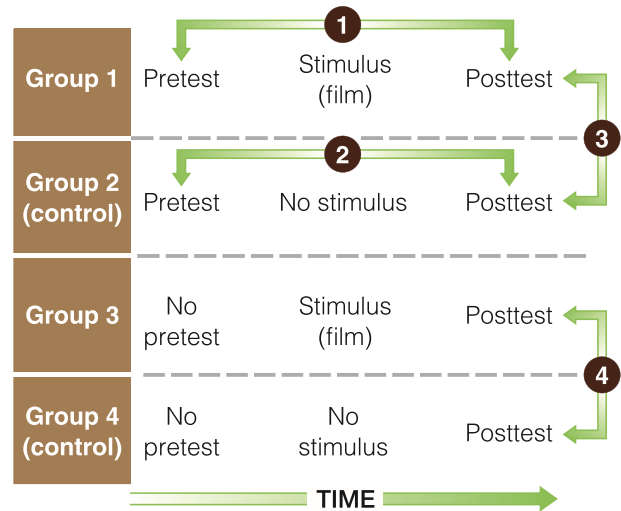 1
Group 1
Pretest
Stimulus
(film)
Posttest
3
2
Group 2
(control)
Pretest
No stimulus
Posttest
Group 3
No
pretest
Stimulus
(film)
Posttest
4
Group 4
(control)
No
pretest
No
stimulus
Posttest
TIME